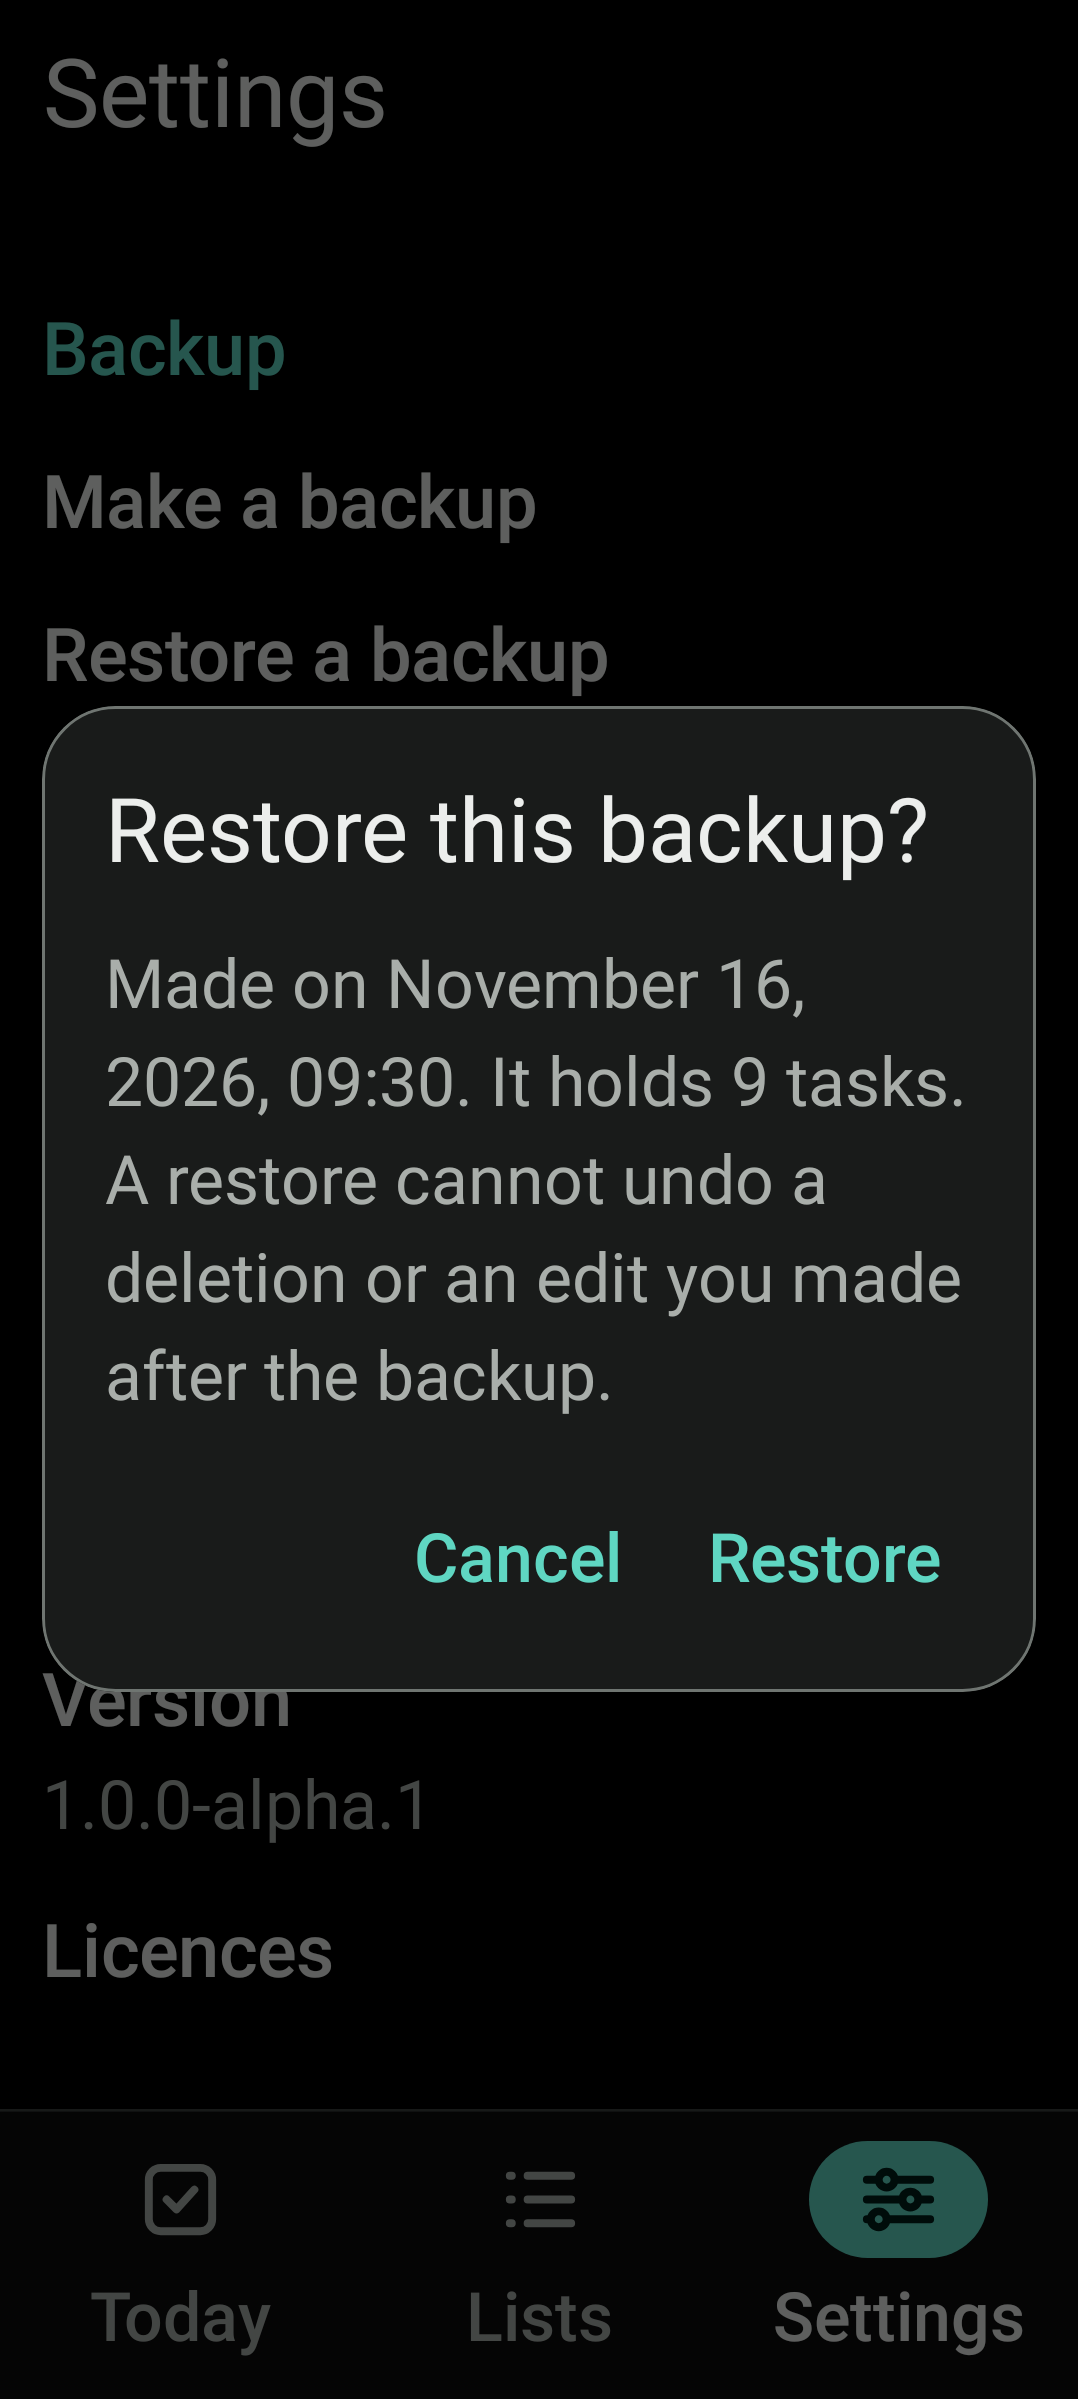 Settings
Backup
Make a backup
Restore a backup
Restore this backup?
Made on November 16,
2026, 09:30. It holds 9 tasks.
A restore cannot undo a
deletion or an edit you made
after the backup.
Cancel Restore
Version
1.0.0-alpha.1
Licences
Today Lists Settings